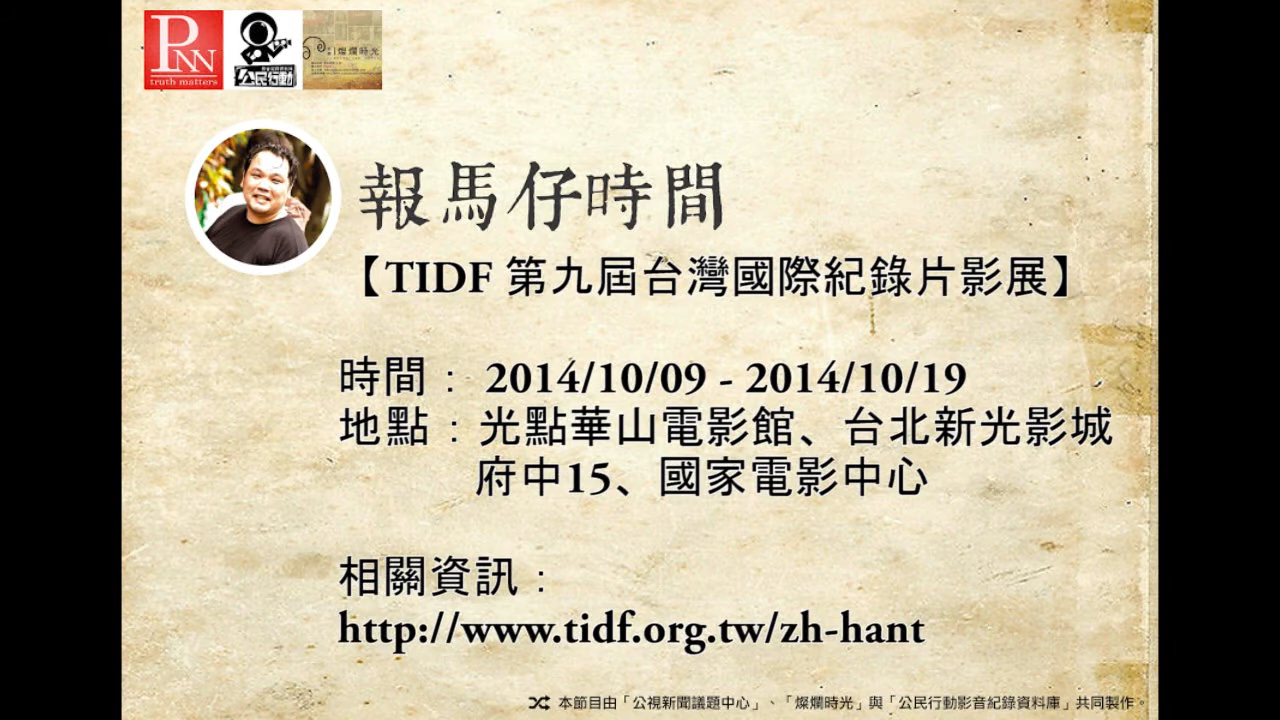 PNN
truth matters
公民行動
燦爛時光
報馬仔時間
【TIDF 第九屆台灣國際紀錄片影展】
時間： 2014/10/09 - 2014/10/19
地點：光點華山電影館、台北新光影城
府中15、國家電影中心
相關資訊：
http://www.tidf.org.tw/zh-hant
本節目由「公視新聞議題中心」、「燦爛時光」與「公民行動影音紀錄資料庫」共同製作。